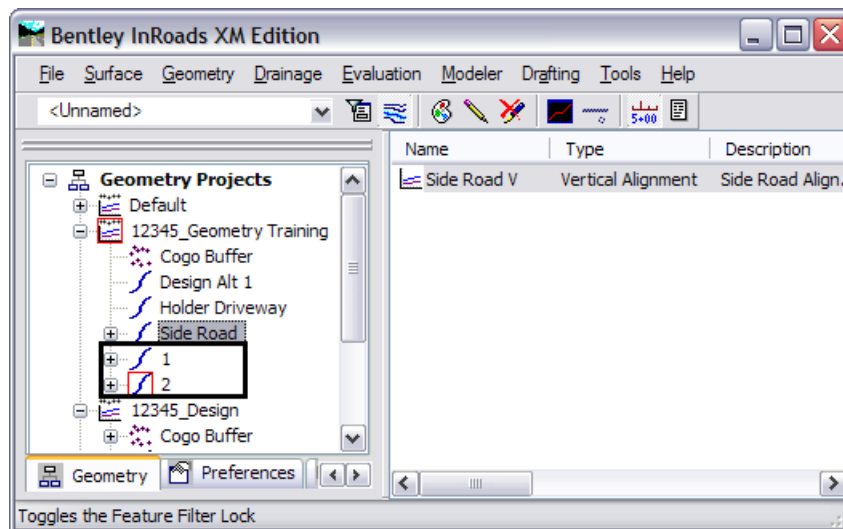 Bentley InRoads XM Edition
File Surface Geometry Drainage Evaluation Modeler Drafting Tools Help
<Unnamed>
5+00
Name Type Description
Side Road V Vertical Alignment Side Road Align.
Geometry Projects
Default
12345_Geometry Training
Cogo Buffer
Design Alt 1
Holder Driveway
Side Road
1
2
12345_Design
Cogo Buffer
Geometry Preferences
Toggles the Feature Filter Lock